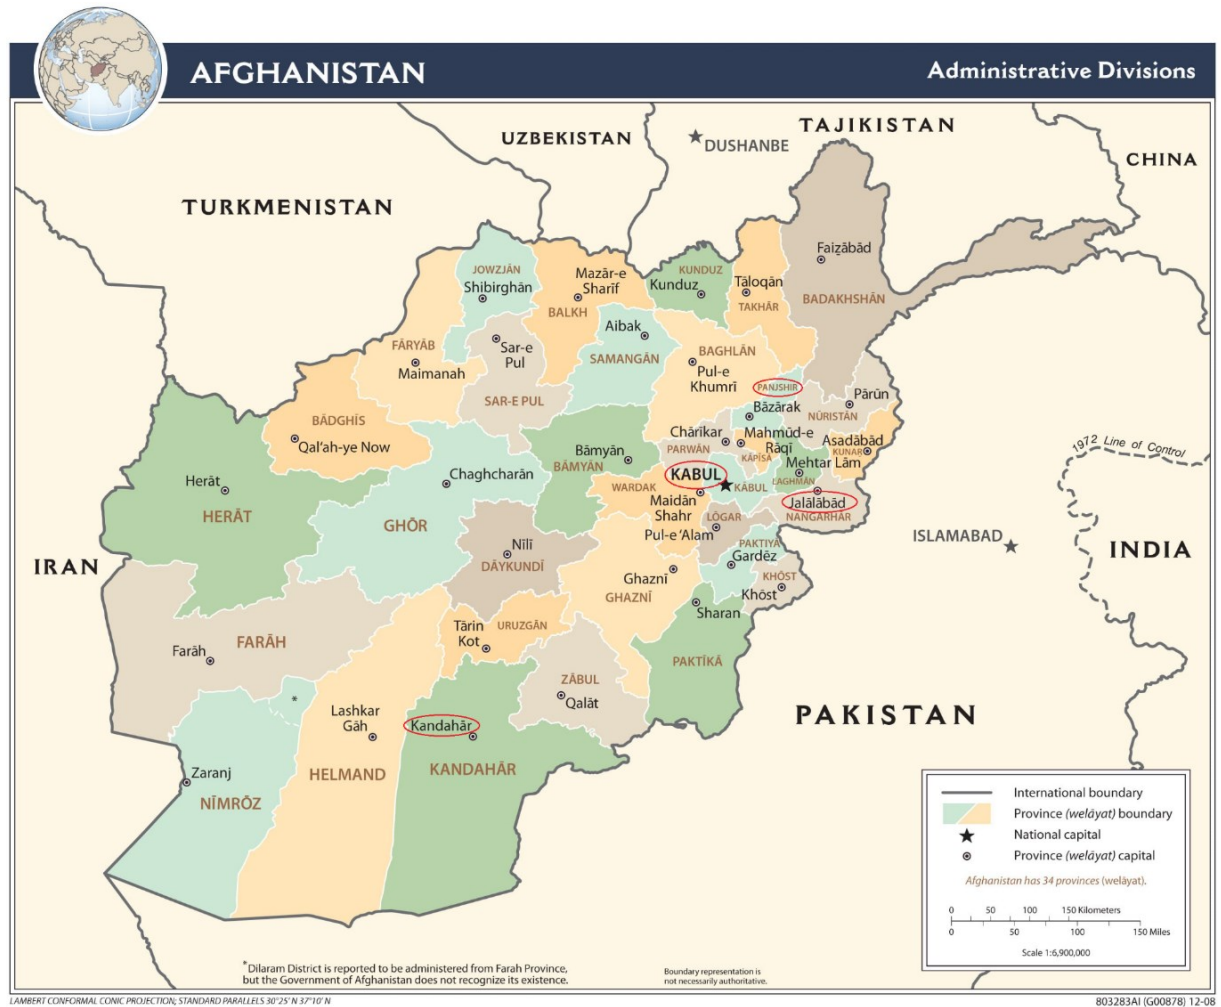 AFGHANISTAN
Administrative Divisions
UZBEKISTAN
DUSHANBE
TAJIKISTAN
CHINA
TURKMENISTAN
Faiẕābād
BADAKHSHĀN
JOWZJĀN
Shibirghān
Mazār-e
Sharīf
BALKH
KUNDUZ
Kunduz
Tāloqān
TAKHĀR
FĀRYĀB
Maimanah
Sar-e
Pul
SAR-E PUL
Aibak
SAMANGĀN
BAGHLĀN
Pul-e
Khumrī
PANJSHIR
Bāzārak
Pārūn
NŪRISTĀN
BĀDGHĪS
Qal'ah-ye Now
Chārīkar
PARWĀN
Mahmūd-e
Rāqī
KĀPĪSĀ
Asadābād
KUNAR
Mehtar Lām
LAGHMĀN
Herāt
HERĀT
Chaghcharān
GHŌR
Bāmyān
BĀMYĀN
KABUL
KĀBUL
WARDAK
Maidān
Shahr
Jalālābād
NANGARHĀR
LŌGAR
Pul-e 'Alam
1972 Line of Control
ISLAMABAD
INDIA
IRAN
Nīlī
DĀYKUNDĪ
PAKTIYĀ
Gardēz
KHŌST
Khōst
Ghaznī
GHAZNĪ
Sharan
PAKTĪKĀ
FARĀH
Farāh
Tārin
Kot
URUZGĀN
ZĀBUL
Qalāt
*
Lashkar
Gāh
HELMAND
Kandahār
KANDAHĀR
PAKISTAN
Zaranj
NĪMRŌZ
International boundary
Province (welāyat) boundary
National capital
Province (welāyat) capital
Afghanistan has 34 provinces (welāyat).
0 50 100 150 Kilometers
0 50 100 150 Miles
Scale 1:6,900,000
*Dilaram District is reported to be administered from Farah Province,
but the Government of Afghanistan does not recognize its existence.
Boundary representation is
not necessarily authoritative.
LAMBERT CONFORMAL CONIC PROJECTION; STANDARD PARALLELS 30°25' N 37°10' N
803283AI (G00878) 12-08